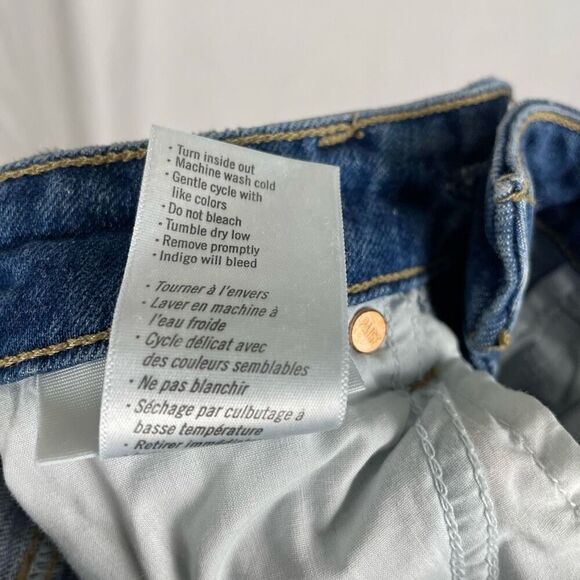 • Turn inside out
• Machine wash cold
• Gentle cycle with
like colors
• Do not bleach
• Tumble dry low
• Remove promptly
• Indigo will bleed
• Tourner à l'envers
• Laver en machine à
l'eau froide
• Cycle délicat avec
des couleurs semblables
• Ne pas blanchir
• Séchage par culbutage à
basse température
• Retirer
PAIGE